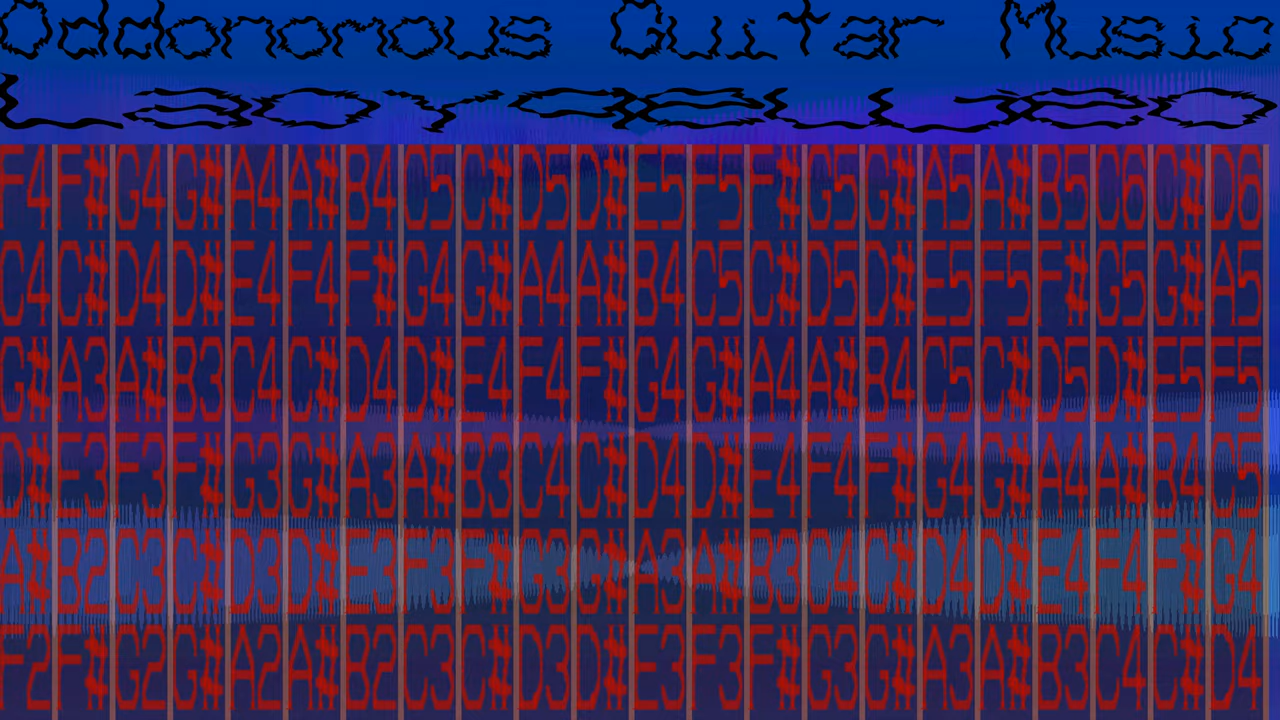 Oddonomous Guitar Music
F4 F# G4 G# A4 A# B4 C5 C# D5 D# E5 F5 F# G5 G# A5 A# B5 C6 C# D6
C4 C# D4 D# E4 F4 F# G4 G# A4 A# B4 C5 C# D5 D# E5 F5 F# G5 G# A5
G# A3 A# B3 C4 C# D4 D# E4 F4 F# G4 G# A4 A# B4 C5 C# D5 D# E5 F5
D# E3 F3 F# G3 G# A3 A# B3 C4 C# D4 D# E4 F4 F# G4 G# A4 A# B4 C5
A# B2 C3 C# D3 D# E3 F3 F# G3 G# A3 A# B3 C4 C# D4 D# E4 F4 F# G4
F2 F# G2 G# A2 A# B2 C3 C# D3 D# E3 F3 F# G3 G# A3 A# B3 C4 C# D4